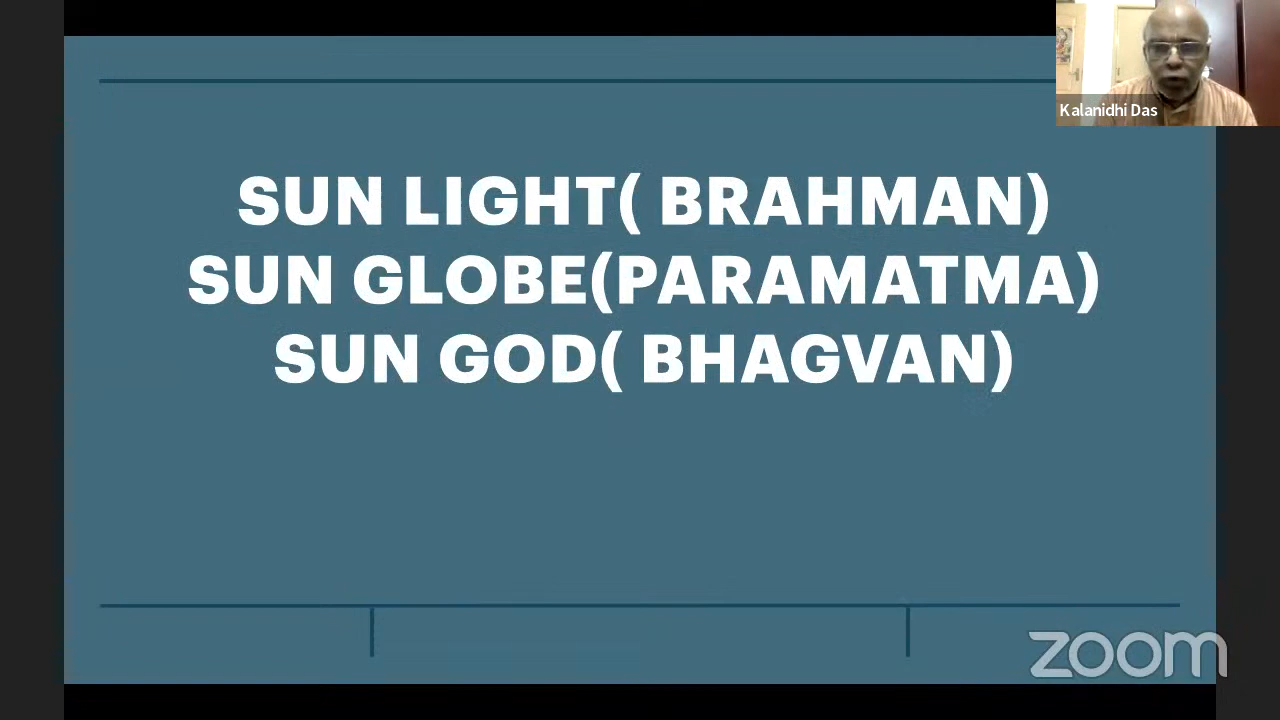 Kalanidhi Das
SUN LIGHT( BRAHMAN)
SUN GLOBE(PARAMATMA)
SUN GOD( BHAGVAN)
zoom